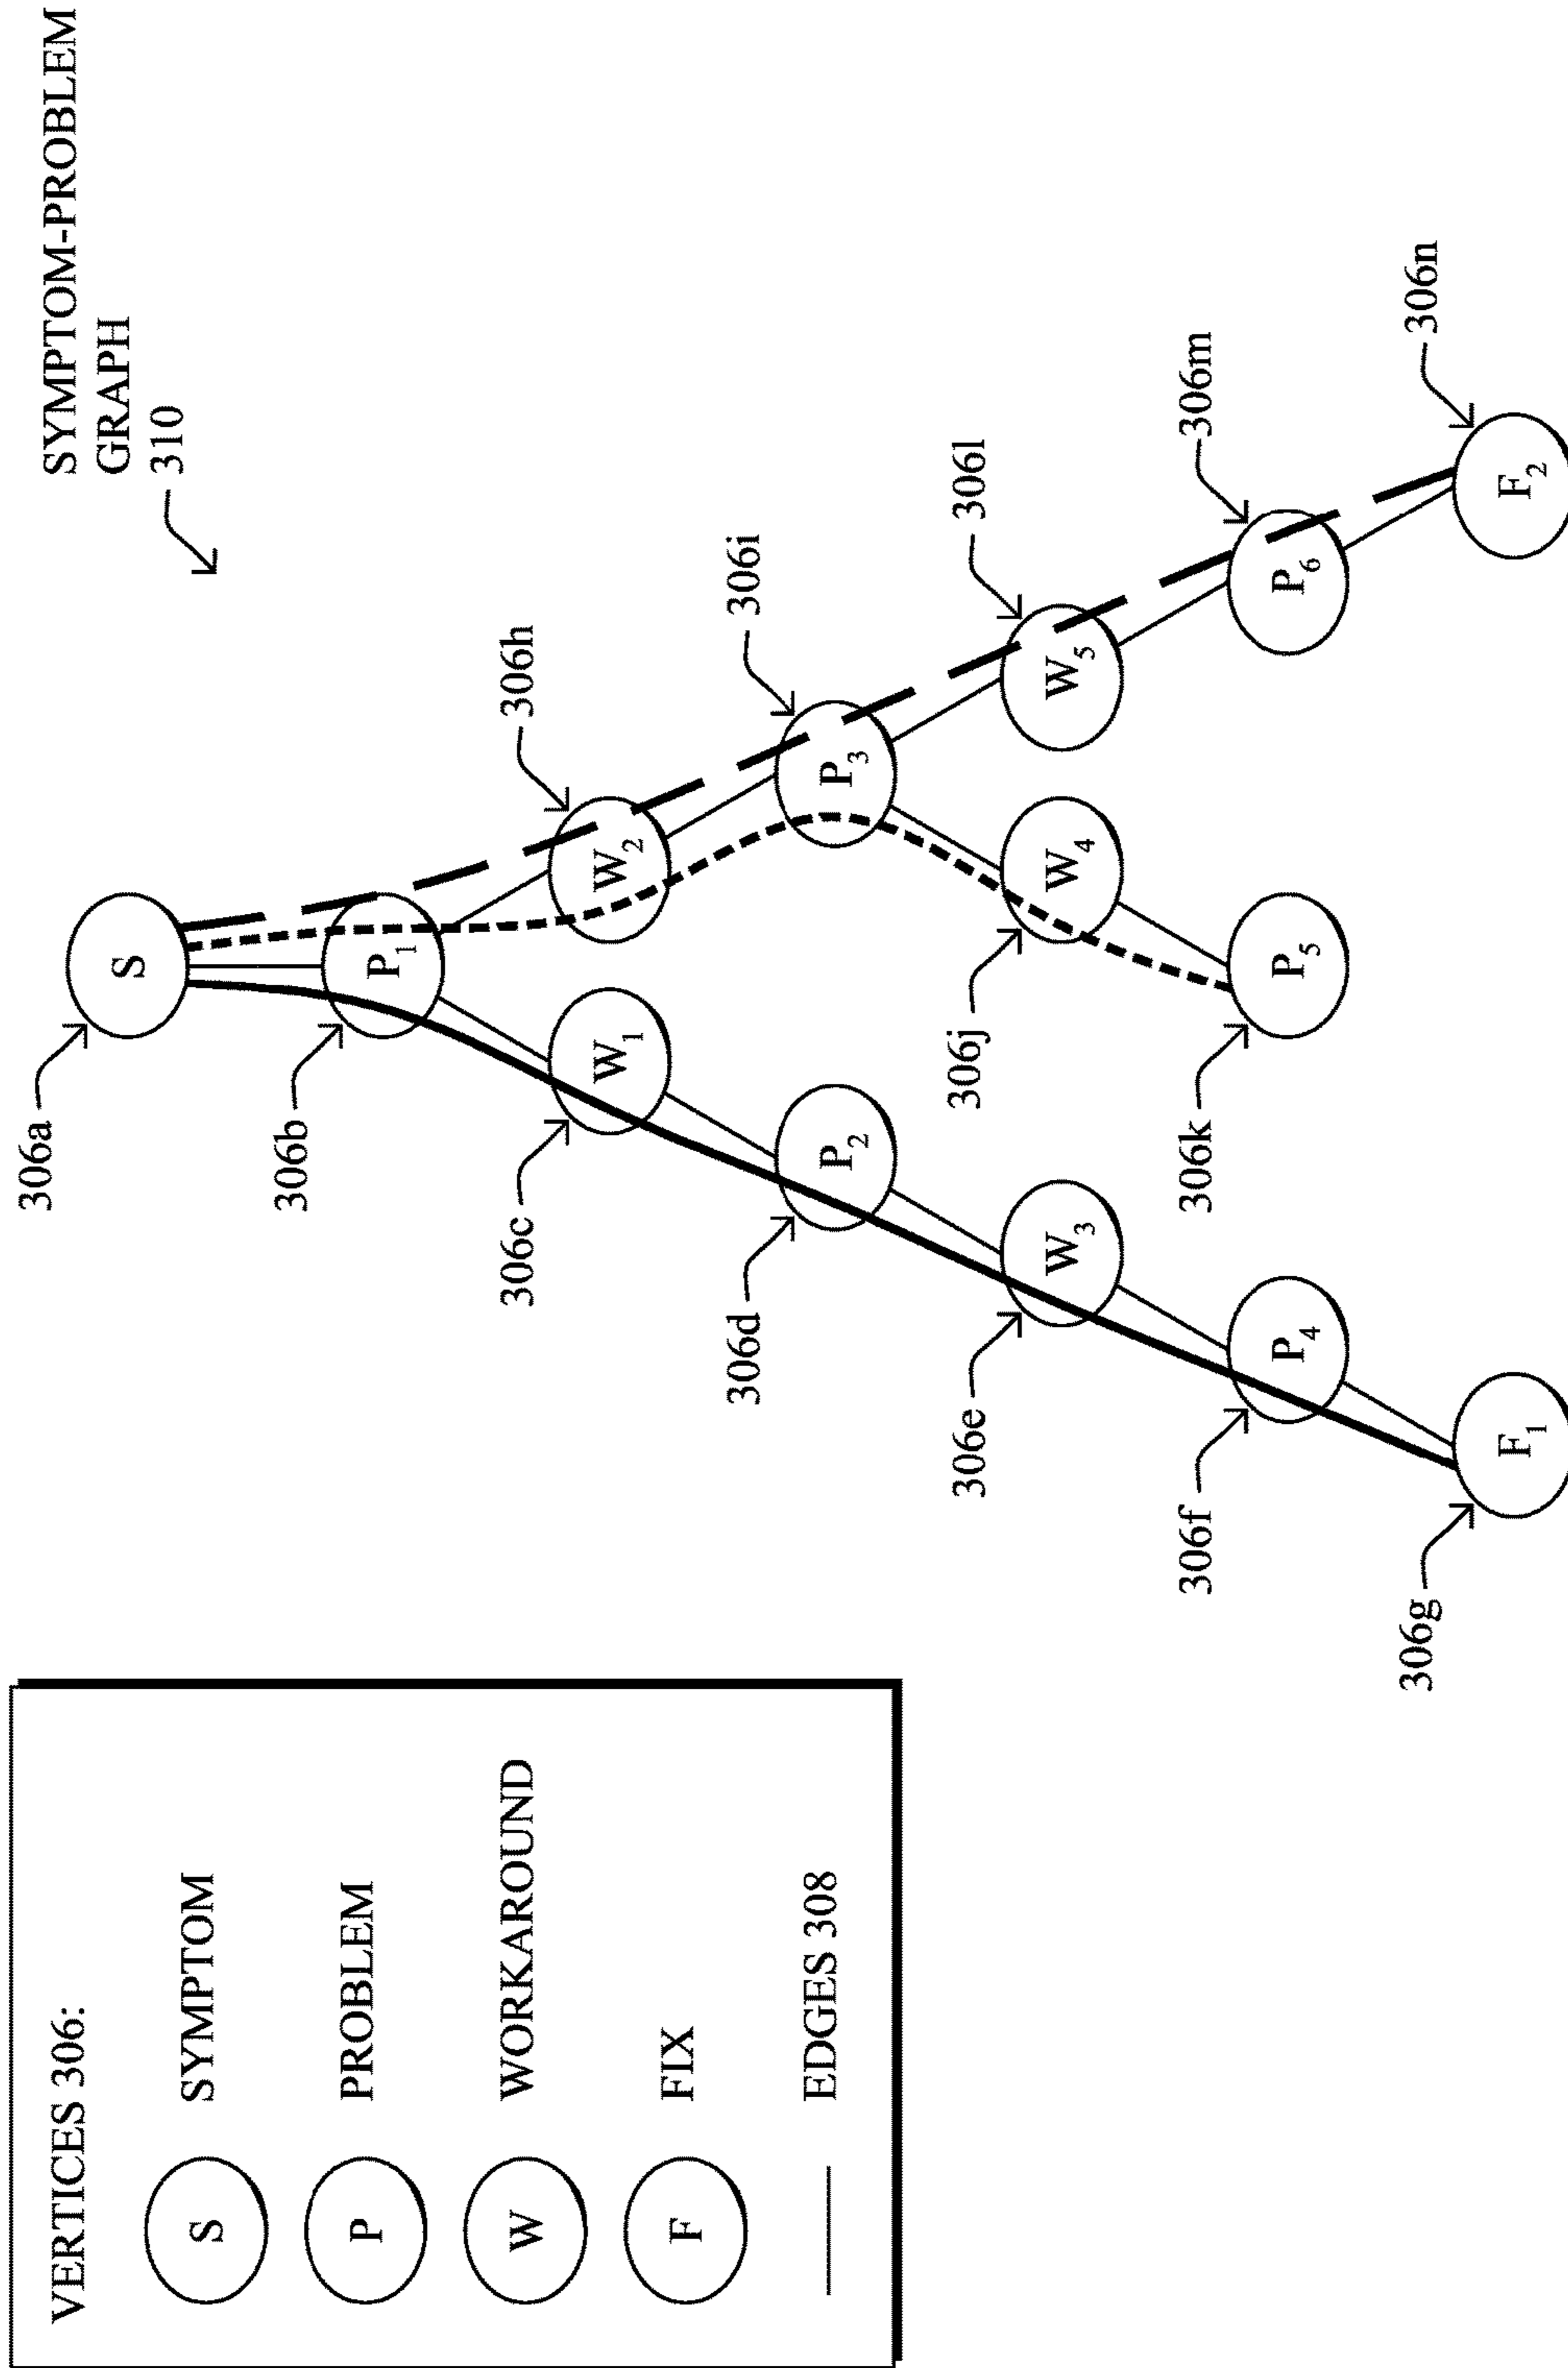 VERTICES 306:
S SYMPTOM
P PROBLEM
W WORKAROUND
F FIX
EDGES 308
SYMPTOM-PROBLEM
GRAPH
310
306a
S
306b
P1
306c
W1
W2
306h
306d
P2
P3
306i
306e
W3
306j
W4
W5
306l
306f
P4
306k
P5
P6
306m
306g
F1
F2
306n